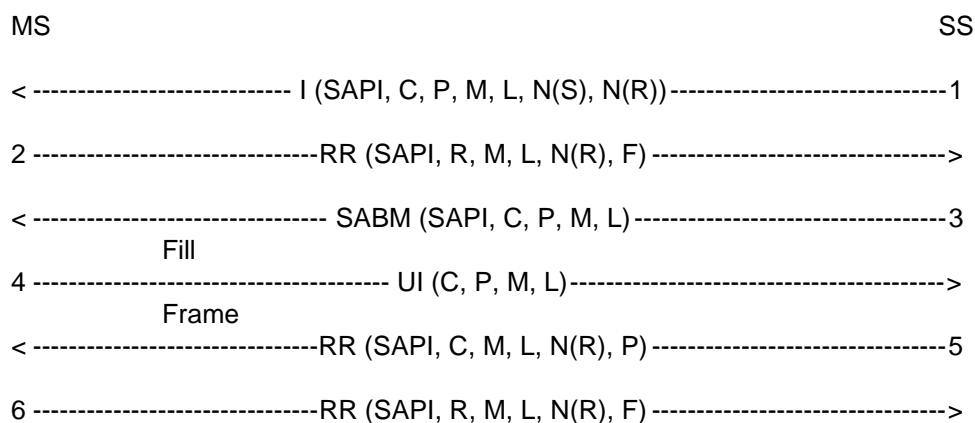 MS SS
< ----------------------------- I (SAPI, C, P, M, L, N(S), N(R))-------------------------------1
2 --------------------------------RR (SAPI, R, M, L, N(R), F) --------------------------------->
< --------------------------------- SABM (SAPI, C, P, M, L)-----------------------------------3
Fill
4 ---------------------------------------- UI (C, P, M, L)------------------------------------------>
Frame
< --------------------------------RR (SAPI, C, M, L, N(R), P) ---------------------------------5
6 --------------------------------RR (SAPI, R, M, L, N(R), F) --------------------------------->